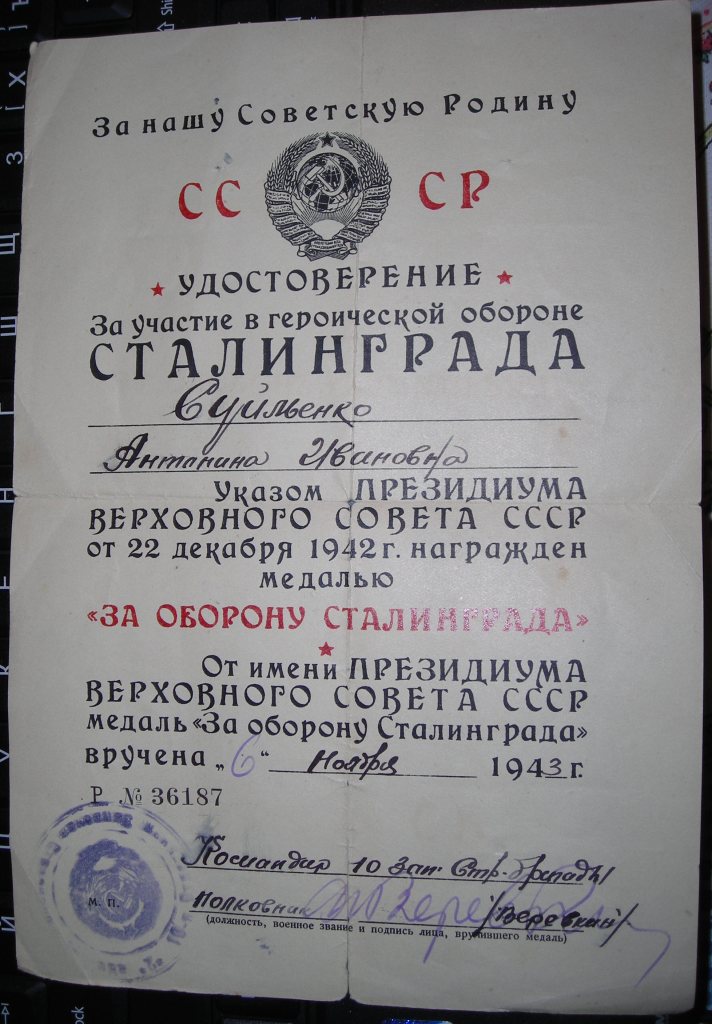 За нашу Советскую Родину
СС СР
УДОСТОВЕРЕНИЕ
За участие в героической обороне
СТАЛИНГРАДА
Антонина Ивановна
Указом ПРЕЗИДИУМА
ВЕРХОВНОГО СОВЕТА СССР
от 22 декабря 1942 г. награжден
медалью
«ЗА ОБОРОНУ СТАЛИНГРАДА»
От имени ПРЕЗИДИУМА
ВЕРХОВНОГО СОВЕТА СССР
медаль «За оборону Сталинграда»
вручена „6" Ноября 1943 г.
Р № 36187
Командир 10 зап. Стр. бригады
М. П.
Полковник /Веревкин/
(должность, военное звание и подпись лица, вручившего медаль)